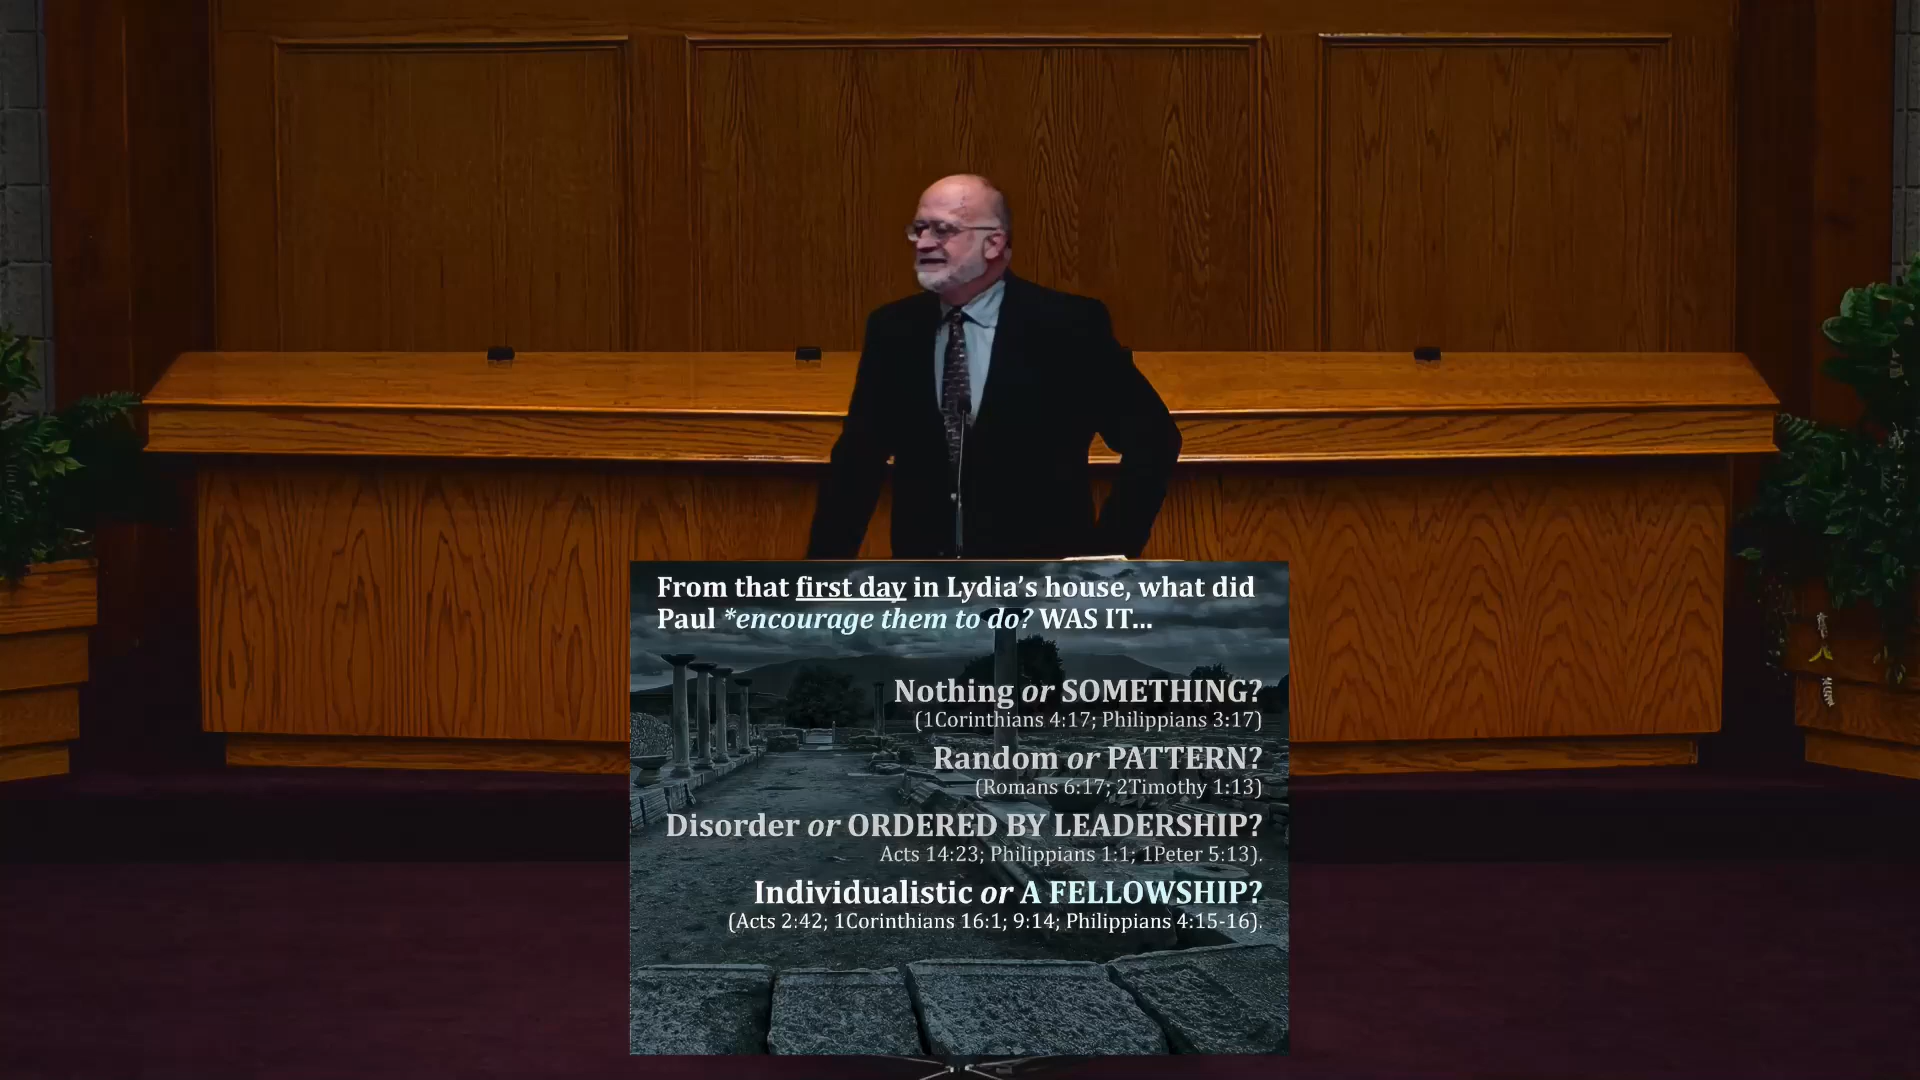 From that first day in Lydia's house, what did
Paul *encourage them to do? WAS IT...
Nothing or SOMETHING?
(1Corinthians 4:17; Philippians 3:17)
Random or PATTERN?
(Romans 6:17; 2Timothy 1:13)
Disorder or ORDERED BY LEADERSHIP?
Acts 14:23; Philippians 1:1; 1Peter 5:13).
Individualistic or A FELLOWSHIP?
(Acts 2:42; 1Corinthians 16:1; 9:14; Philippians 4:15-16).